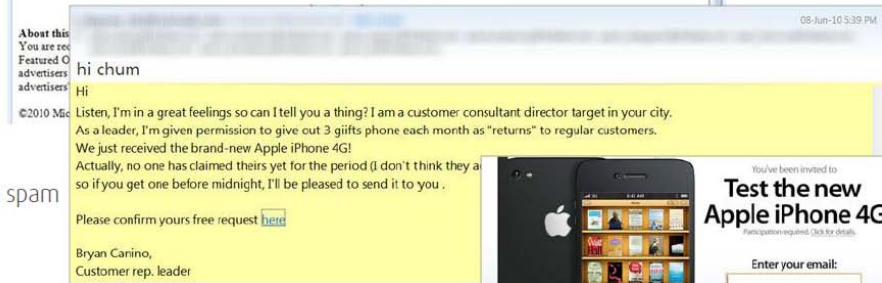 08-Jun-10 5:39 PM
About this
You are rec
Featured O
advertisers
advertisers'
©2010 Mic
hi chum
Hi
Listen, I'm in a great feelings so can I tell you a thing? I am a customer consultant director target in your city.
As a leader, I'm given permission to give out 3 giifts phone each month as "returns" to regular customers.
We just received the brand-new Apple iPhone 4G!
Actually, no one has claimed theirs yet for the period (I don't think they a
so if you get one before midnight, I'll be pleased to send it to you .
Please confirm yours free request here
Bryan Canino,
Customer rep. leader
spam
You've been invited to
Test the new
Apple iPhone 4G
Participation required. Click for details.
Enter your email: